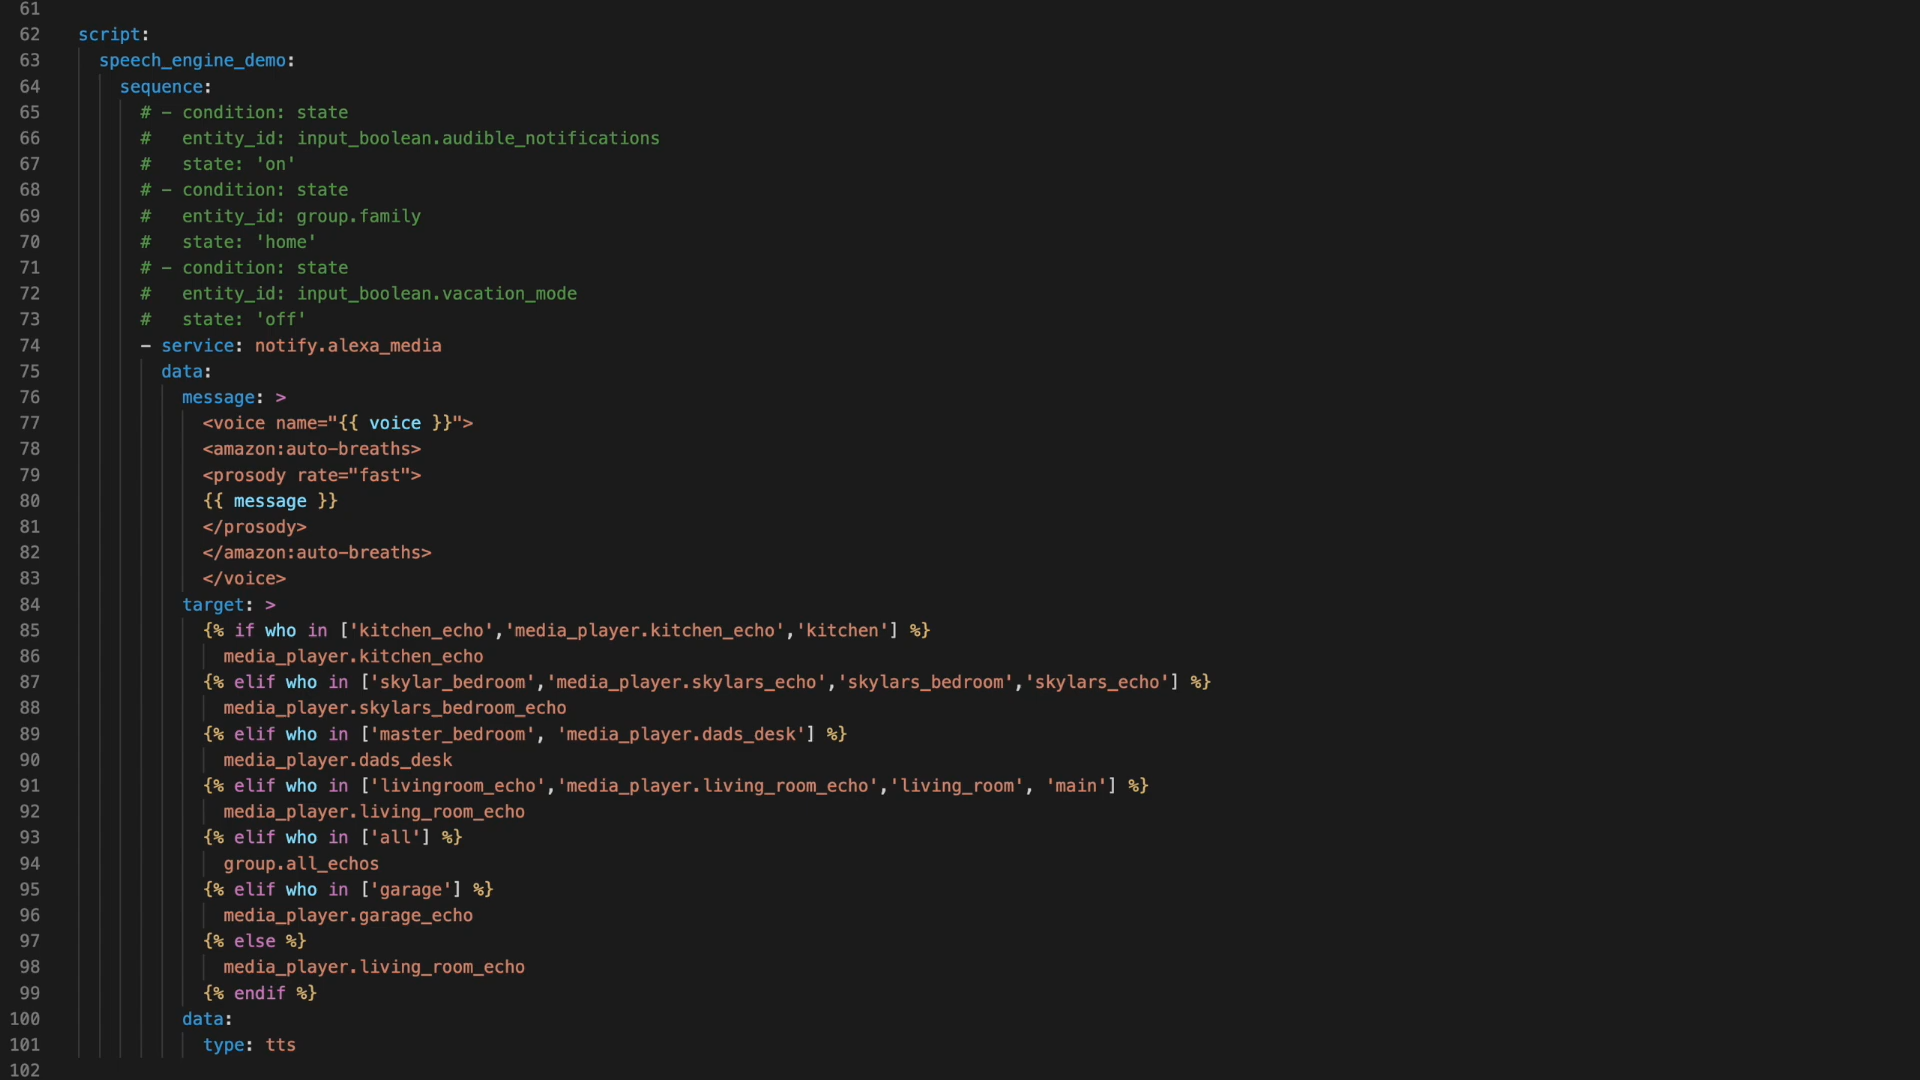 61
62 script:
63 speech_engine_demo:
64 sequence:
65 # - condition: state
66 #   entity_id: input_boolean.audible_notifications
67 #   state: 'on'
68 # - condition: state
69 #   entity_id: group.family
70 #   state: 'home'
71 # - condition: state
72 #   entity_id: input_boolean.vacation_mode
73 #   state: 'off'
74 - service: notify.alexa_media
75 data:
76 message: >
77 <voice name="{{ voice }}">
78 <amazon:auto-breaths>
79 <prosody rate="fast">
80 {{ message }}
81 </prosody>
82 </amazon:auto-breaths>
83 </voice>
84 target: >
85 {% if who in ['kitchen_echo','media_player.kitchen_echo','kitchen'] %}
86 media_player.kitchen_echo
87 {% elif who in ['skylar_bedroom','media_player.skylars_echo','skylars_bedroom','skylars_echo'] %}
88 media_player.skylars_bedroom_echo
89 {% elif who in ['master_bedroom', 'media_player.dads_desk'] %}
90 media_player.dads_desk
91 {% elif who in ['livingroom_echo','media_player.living_room_echo','living_room', 'main'] %}
92 media_player.living_room_echo
93 {% elif who in ['all'] %}
94 group.all_echos
95 {% elif who in ['garage'] %}
96 media_player.garage_echo
97 {% else %}
98 media_player.living_room_echo
99 {% endif %}
100 data:
101 type: tts
102